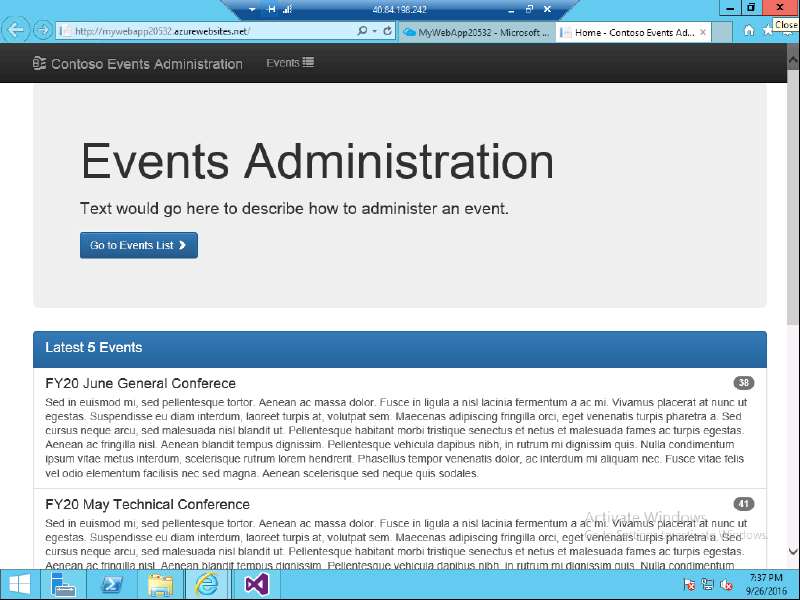 40.84.198.242
http://mywebapp20532.azurewebsites.net/
MyWebApp20532 - Microsoft ...
Home - Contoso Events Ad...
Close
Contoso Events Administration
Events
Events Administration
Text would go here to describe how to administer an event.
Go to Events List
Latest 5 Events
FY20 June General Conferece
38
Sed in euismod mi, sed pellentesque tortor. Aenean ac massa dolor. Fusce in ligula a nisl lacinia fermentum a ac mi. Vivamus placerat at nunc ut
egestas. Suspendisse eu diam interdum, laoreet turpis at, volutpat sem. Maecenas adipiscing fringilla orci, eget venenatis turpis pharetra a. Sed
cursus neque arcu, sed malesuada nisl blandit ut. Pellentesque habitant morbi tristique senectus et netus et malesuada fames ac turpis egestas.
Aenean ac fringilla nisl. Aenean blandit tempus dignissim. Pellentesque vehicula dapibus nibh, in rutrum mi dignissim quis. Nulla condimentum
ipsum vitae metus interdum, scelerisque rutrum lorem hendrerit. Phasellus tempor venenatis dolor, ac interdum mi aliquam nec. Fusce vitae felis
vel odio elementum facilisis nec sed magna. Aenean scelerisque sed neque quis sodales.
FY20 May Technical Conference
41
Sed in euismod mi, sed pellentesque tortor. Aenean ac massa dolor. Fusce in ligula a nisl lacinia fermentum a ac mi. Vivamus placerat at nunc ut
egestas. Suspendisse eu diam interdum, laoreet turpis at, volutpat sem. Maecenas adipiscing fringilla orci, eget venenatis turpis pharetra a. Sed
cursus neque arcu, sed malesuada nisl blandit ut. Pellentesque habitant morbi tristique senectus et netus et malesuada fames ac turpis egestas.
Aenean ac fringilla nisl. Aenean blandit tempus dignissim. Pellentesque vehicula dapibus nibh, in rutrum mi dignissim quis. Nulla condimentum
Activate Windows
7:37 PM
9/26/2016